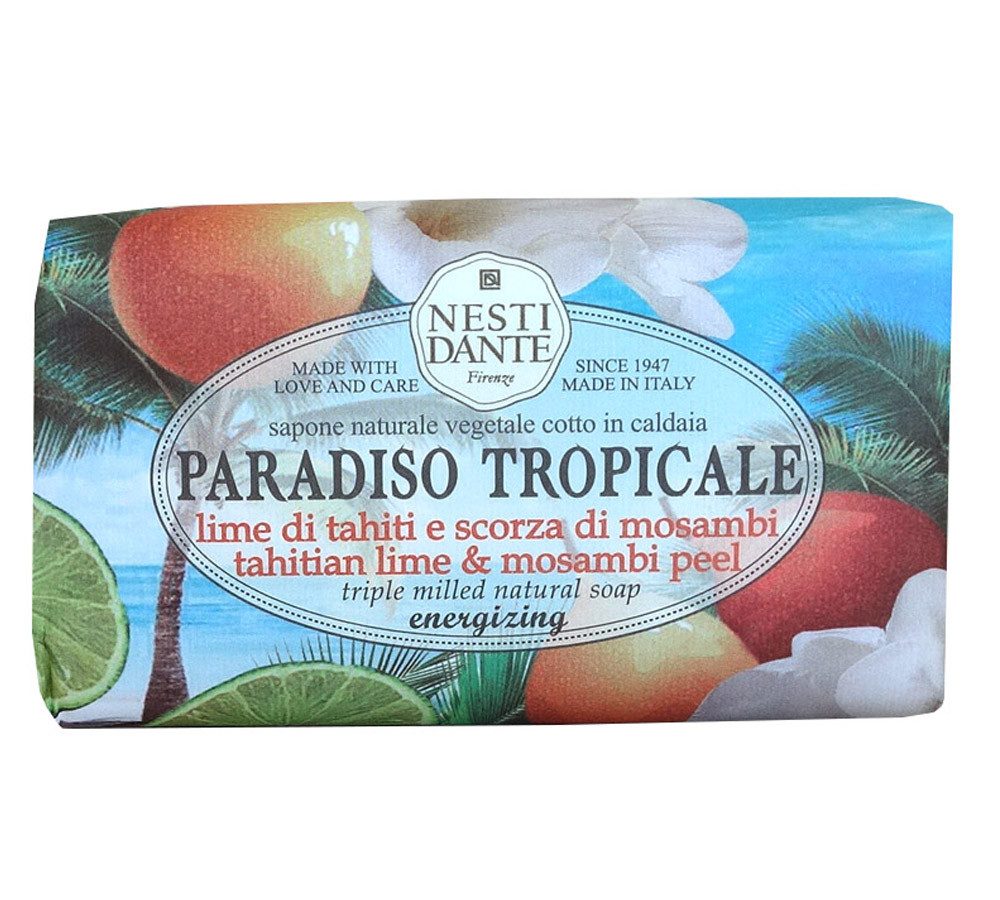 NESTI
DANTE
Firenze
MADE WITH
LOVE AND CARE
SINCE 1947
MADE IN ITALY
sapone naturale vegetale cotto in caldaia
PARADISO TROPICALE
lime di tahiti e scorza di mosambi
tahitian lime & mosambi peel
triple milled natural soap
energizing